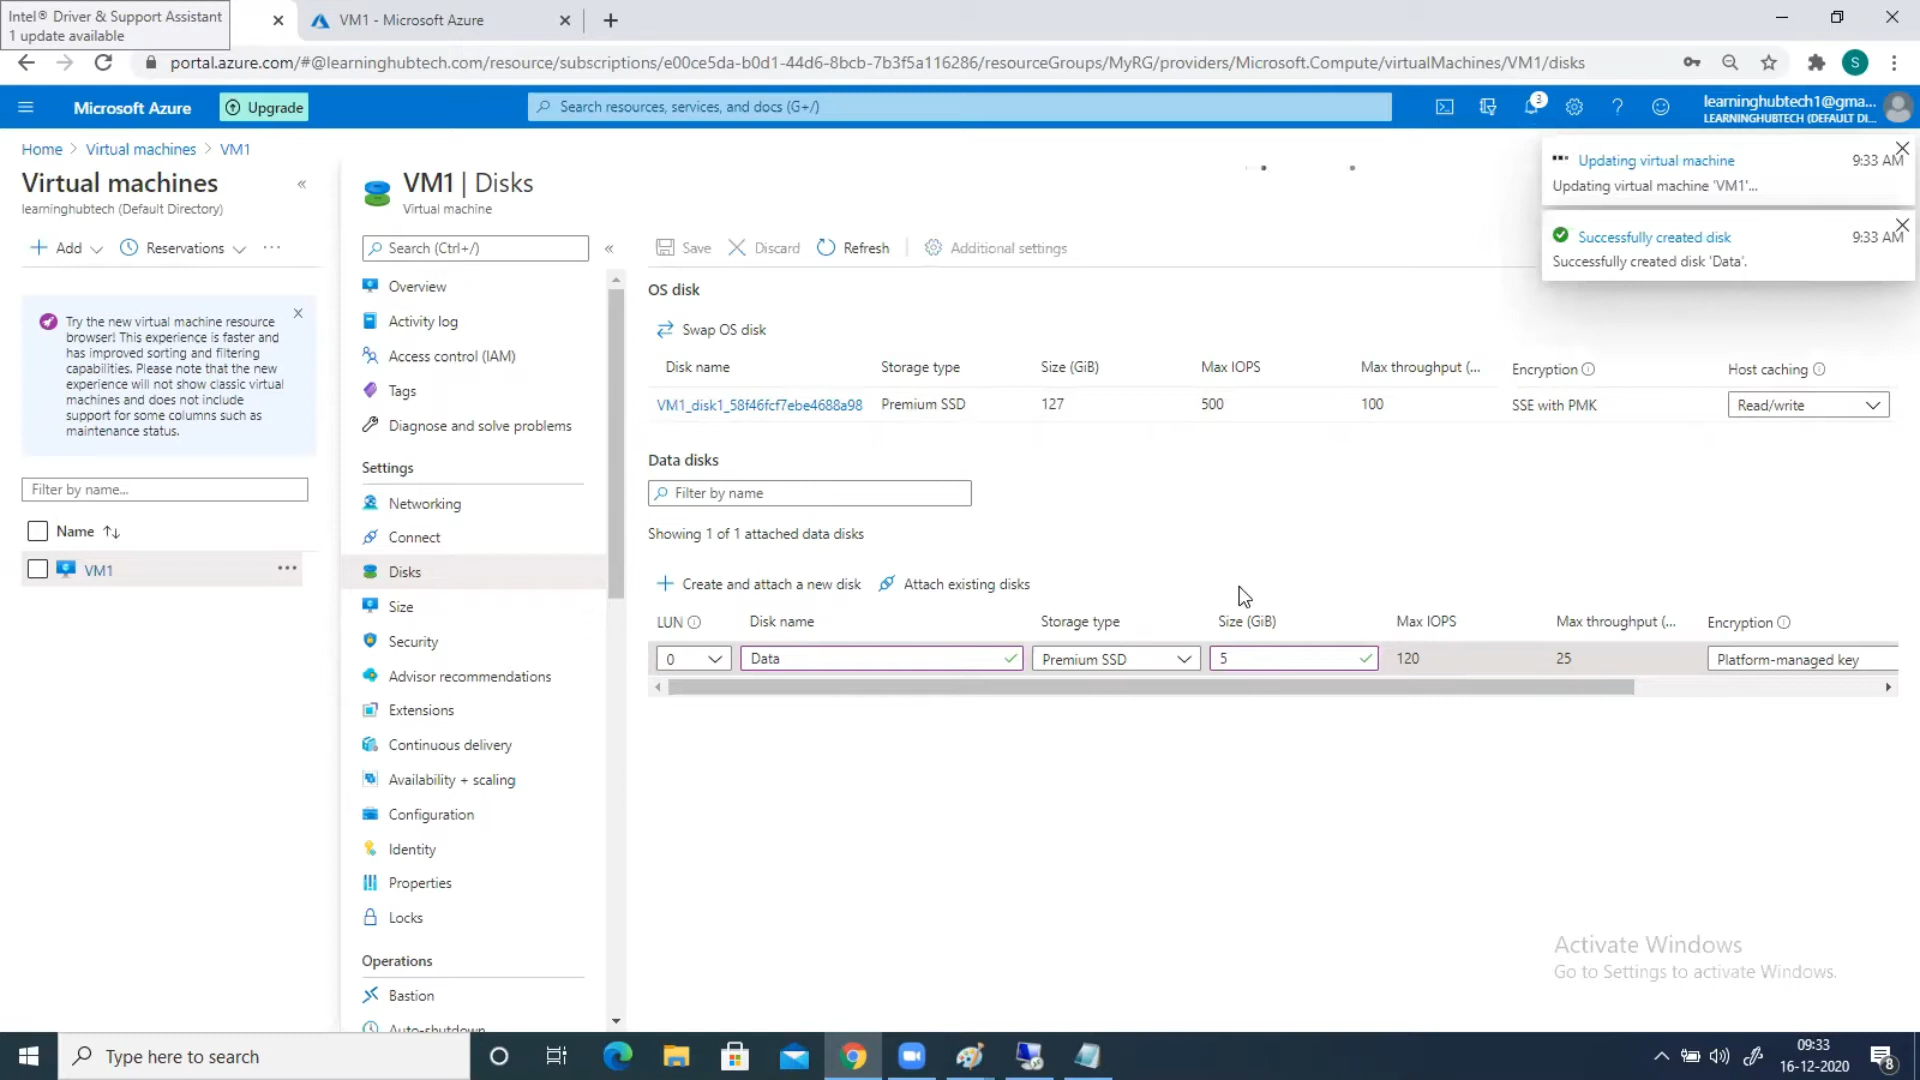 Intel® Driver & Support Assistant
1 update available
VM1 - Microsoft Azure
portal.azure.com/#@learninghubtech.com/resource/subscriptions/e00ce5da-b0d1-44d6-8bcb-7b3f5a116286/resourceGroups/MyRG/providers/Microsoft.Compute/virtualMachines/VM1/disks
S
Microsoft Azure
Upgrade
Search resources, services, and docs (G+/)
3
learninghubtech1@gma...
LEARNINGHUBTECH (DEFAULT DI...
Home > Virtual machines > VM1
Virtual machines
learninghubtech (Default Directory)
Add
Reservations
Try the new virtual machine resource
browser! This experience is faster and
has improved sorting and filtering
capabilities. Please note that the new
experience will not show classic virtual
machines and does not include
support for some columns such as
maintenance status.
Filter by name...
Name
VM1
VM1 | Disks
Virtual machine
Search (Ctrl+/)
Overview
Activity log
Access control (IAM)
Tags
Diagnose and solve problems
Settings
Networking
Connect
Disks
Size
Security
Advisor recommendations
Extensions
Continuous delivery
Availability + scaling
Configuration
Identity
Properties
Locks
Operations
Bastion
Auto-shutdown
Save
Discard
Refresh
Additional settings
Updating virtual machine 9:33 AM
Updating virtual machine 'VM1'...
Successfully created disk 9:33 AM
Successfully created disk 'Data'.
OS disk
Swap OS disk
Disk name Storage type Size (GiB) Max IOPS Max throughput (... Encryption Host caching
VM1_disk1_58f46fcf7ebe4688a98 Premium SSD 127 500 100 SSE with PMK Read/write
Data disks
Filter by name
Showing 1 of 1 attached data disks
Create and attach a new disk
Attach existing disks
LUN Disk name Storage type Size (GiB) Max IOPS Max throughput (... Encryption
0 Data Premium SSD 5 120 25 Platform-managed key
Activate Windows
Go to Settings to activate Windows.
Type here to search
09:33
16-12-2020
8